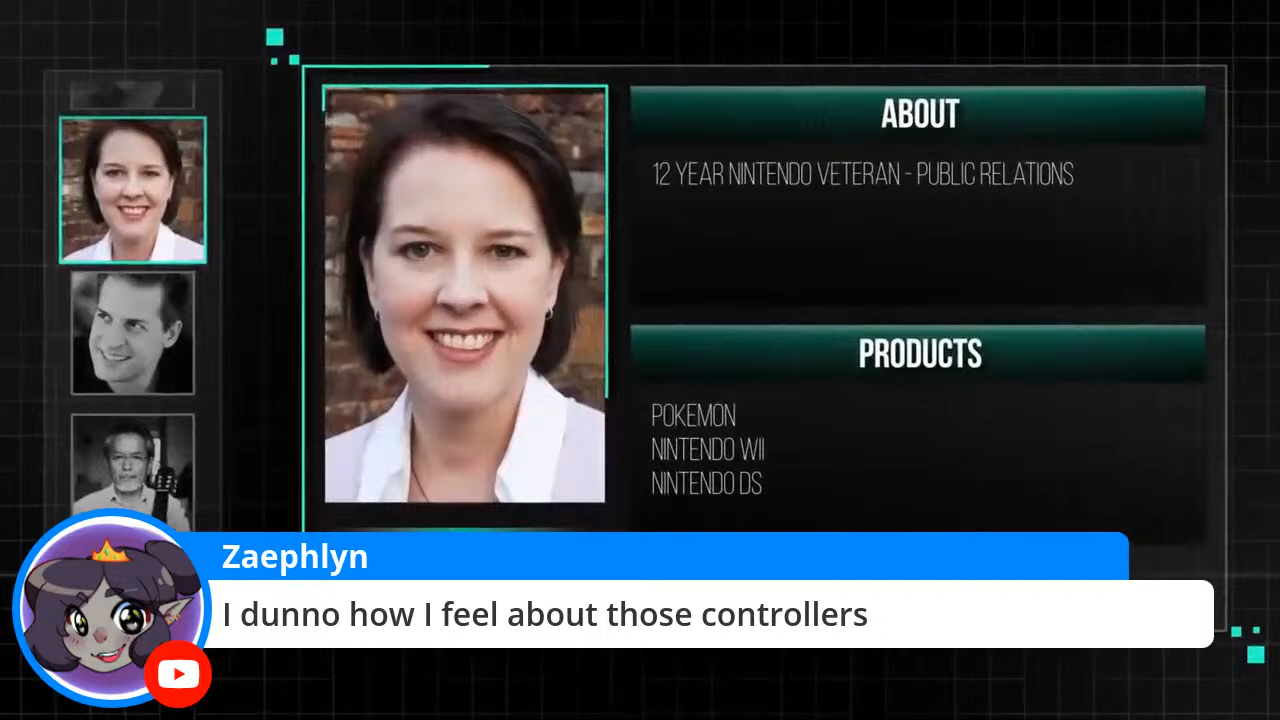 ABOUT
12 YEAR NINTENDO VETERAN - PUBLIC RELATIONS
PRODUCTS
POKEMON
NINTENDO WII
NINTENDO DS
Zaephlyn
I dunno how I feel about those controllers